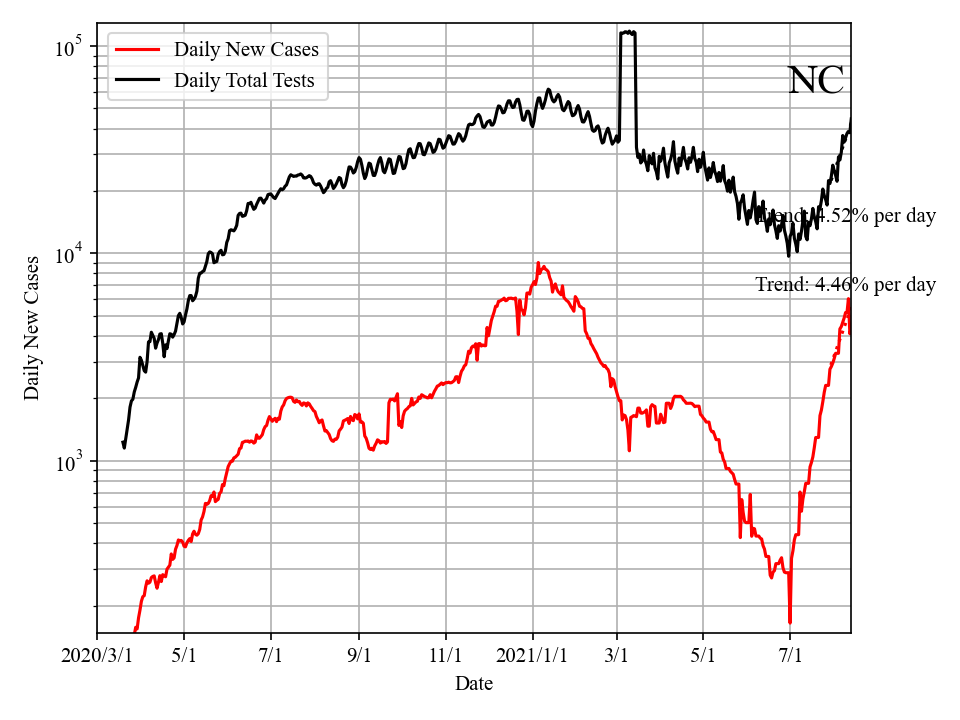 Daily New Cases
Daily Total Tests
NC
10^5
10^4
10^3
Trend: 4.52% per day
Trend: 4.46% per day
Daily New Cases
2020/3/1 5/1 7/1 9/1 11/1 2021/1/1 3/1 5/1 7/1
Date